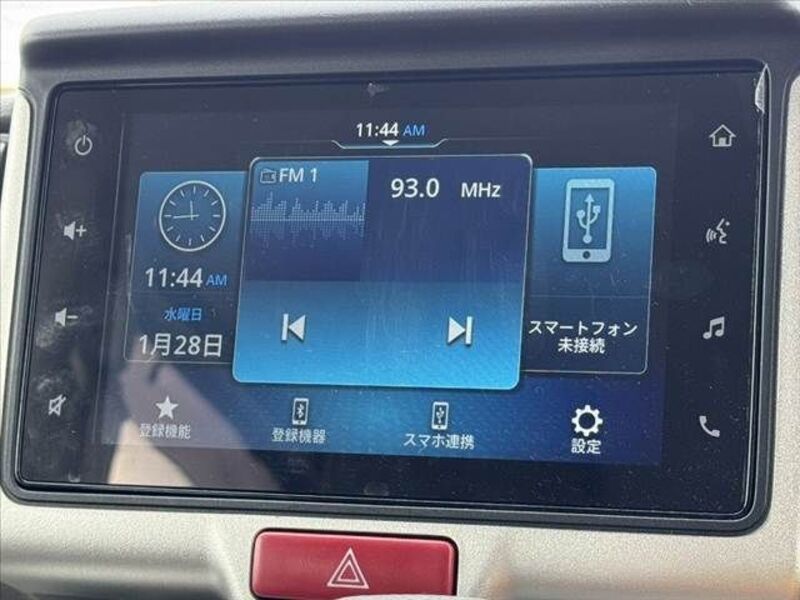 11:44 AM
FM 1
93.0 MHz
11:44 AM
水曜日
1月28日
スマートフォン
未接続
登録機能
登録機器
スマホ連携
設定